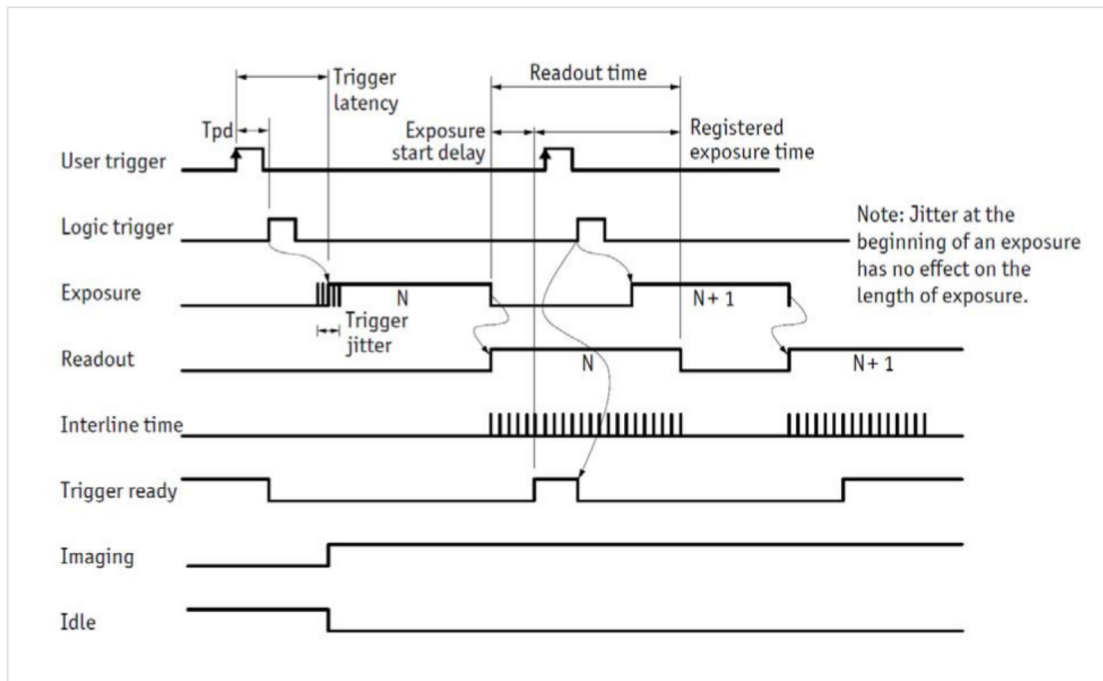 Trigger
latency
Readout time
Tpd
Exposure
start delay
Registered
exposure time
User trigger
Logic trigger
Note: Jitter at the
beginning of an exposure
has no effect on the
length of exposure.
Exposure
N
N + 1
Trigger
jitter
Readout
N
N + 1
Interline time
Trigger ready
Imaging
Idle